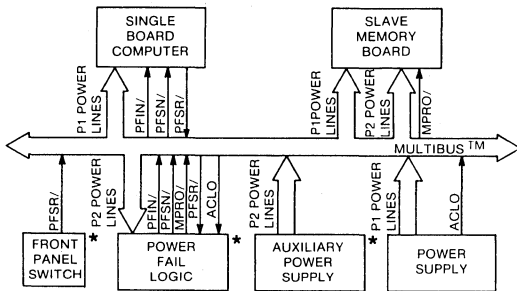 SINGLE
BOARD
COMPUTER
SLAVE
MEMORY
BOARD
P1 POWER
LINES
PFIN/
PFSN/
PFSR/
P1POWER
LINES
P2 POWER
LINES
MPRO/
MULTIBUS™
PFSR/
P2 POWER
LINES
PFIN/
PFSN/
MPRO/
PFSR/
ACLO
P2 POWER
LINES
P1 POWER
LINES
ACLO
FRONT
PANEL
SWITCH
*
POWER
FAIL
LOGIC
*
AUXILIARY
POWER
SUPPLY
*
POWER
SUPPLY